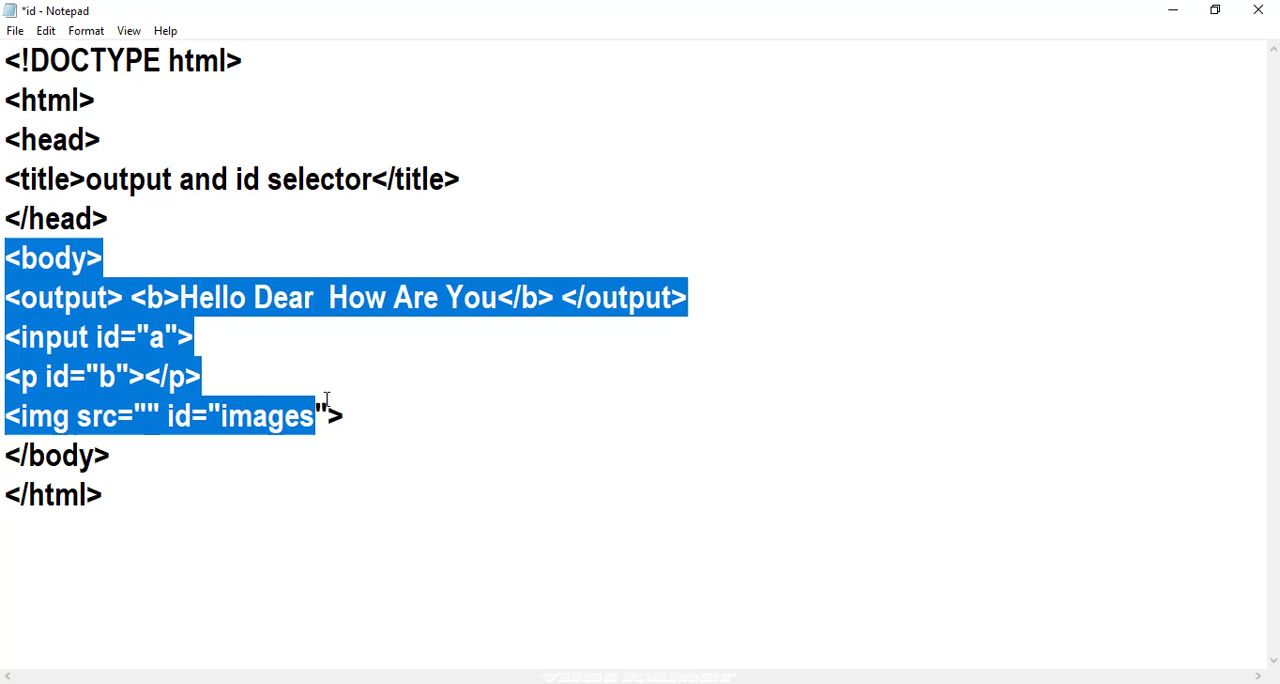 *id - Notepad
File Edit Format View Help
<!DOCTYPE html>
<html>
<head>
<title>output and id selector</title>
</head>
<body>
<output> <b>Hello Dear  How Are You</b> </output>
<input id="a">
<p id="b"></p>
<img src="" id="images">
</body>
</html>